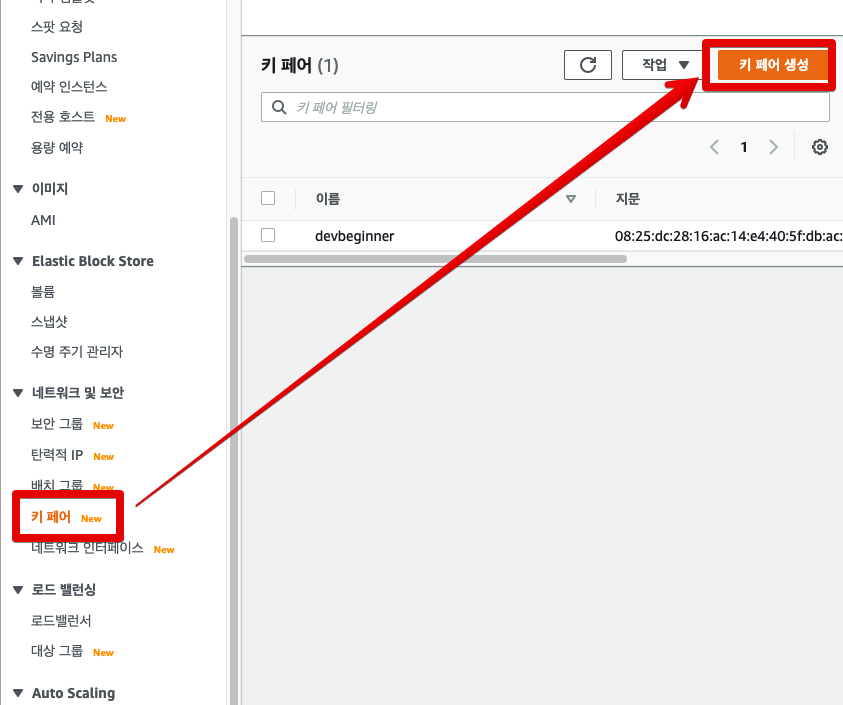 스팟 요청
Savings Plans
예약 인스턴스
전용 호스트 New
용량 예약
이미지
AMI
Elastic Block Store
볼륨
스냅샷
수명 주기 관리자
네트워크 및 보안
보안 그룹 New
탄력적 IP New
배치 그룹 New
키 페어 New
네트워크 인터페이스 New
로드 밸런싱
로드밸런서
대상 그룹 New
Auto Scaling
키 페어 (1)
작업
키 페어 생성
키 페어 필터링
1
이름
지문
devbeginner
08:25:dc:28:16:ac:14:e4:40:5f:db:ac: